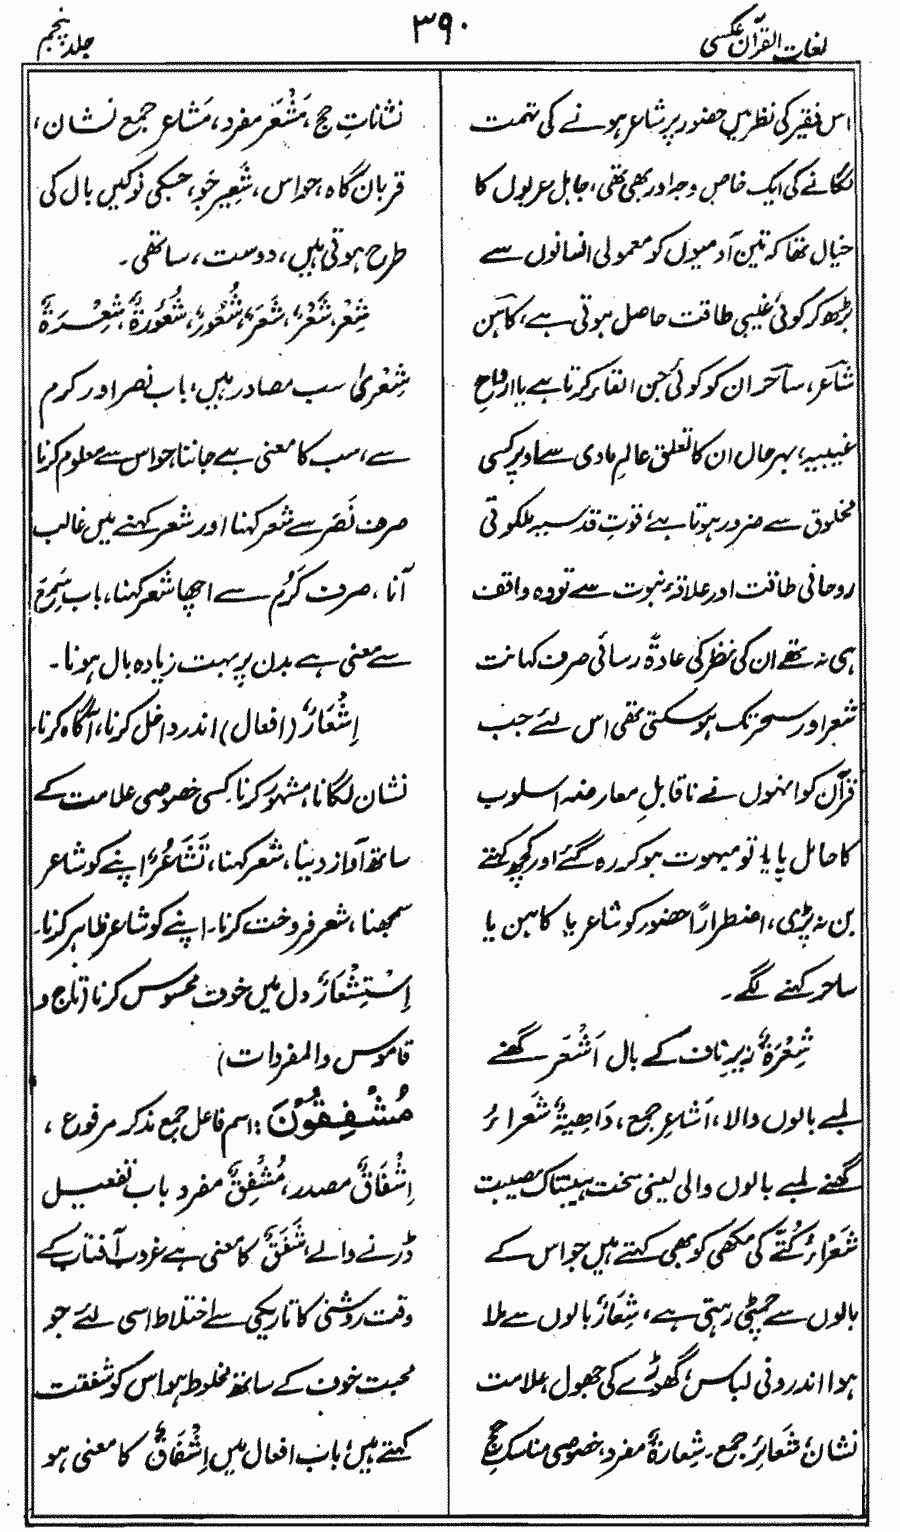 لغات القرآن عکسی
۳۹۰
جلد پنجم
اس فقیر کی نظر میں حضور پر شاعر ہونے کی تہمت
لگانے کی ایک خاص وجہ اور بھی تھی، جاہل عربوں کا
خیال تھا کہ تین آدمیوں کو معمولی انسانوں سے
بڑھ کر کوئی غیبی طاقت حاصل ہوتی ہے، کاہن
شاعر، ساحر ان کو کوئی جن القاء کرتا ہے یا ارواح
غیبیہ، بہر حال ان کا تعلق عالم مادی سے اوپر کسی
مخلوق سے ضرور ہوتا ہے، قوتِ قدسیہ ملکوتی
روحانی طاقت اور علاقۂ نبوت سے تو وہ واقف
ہی نہ تھے ان کی نظر کی عادۃً رسائی صرف کہانت
شعر اور سحر تک ہو سکتی تھی اس لئے جب
قرآن کو انہوں نے ناقابلِ معارضہ اسلوب
کا حامل پایا تو مبہوت ہو کر رہ گئے اور کچھ کہتے
بن نہ پڑی، اضطراراً حضور کو شاعر یا کاہن یا
ساحر کہنے لگے۔
شِعْرَۃٌ زیر ناف کے بال اَشْعَر گھنے
لمبے بالوں والا، اَشاعِر جمع، دَاھِیَۃٌ شَعراءُ
گھنے لمبے بالوں والی یعنی سخت ہیبتناک مصیبت
شَعْرَاءُ کُتّے کی مکھی کو بھی کہتے ہیں جو اس کے
بالوں سے چمٹی رہتی ہے، شِعَارٌ بالوں سے ملا
ہوا اندرونی لباس، گھوڑے کی جھول، علامت
نشان، شعائر جمع۔ شِعارۃٌ مفرد، خصوصی مناسکِ حج
نشاناتِ حج، مَشْعَر مفرد، مَشاعر جمع نشان،
قربان گاہ، حواس، شَعِیر جَو، جسکی نوکیں بال کی
طرح ہوتی ہیں، دوست، ساتھی۔
شِعْر، شَعْرٌ، شَعَرٌ، شُعُورٌ، شُعُورَۃٌ، شِعْرَۃٌ
شِعْریٰ سب مصادر ہیں، باب نصر اور کرم
سے، سب کا معنی ہے جاننا، حواس سے معلوم کرنا
صرف نَصَر سے شعر کہنا اور شعر کہنے میں غالب
آنا، صرف کَرُم سے اچھا شعر کہنا، باب سَمِعَ
سے معنی ہے بدن پر بہت زیادہ بال ہونا۔
اِشْعَارٌ (افعال) اندر داخل کرنا، آگاہ کرنا،
نشان لگانا، مشہور کرنا کسی خصوصی علامت کے
ساتھ آواز دینا، شعر کہنا، تَشَاعُرٌ اپنے کو شاعر
سمجھنا، شعر فروخت کرنا۔ اپنے کو شاعر ظاہر کرنا۔
اِسْتِشْعَارٌ دل میں خوف محسوس کرنا (تاج و
قاموس والمفردات)
مُشْفِقُوْنَ: اسم فاعل جمع مذکر مرفوع،
اِشْفَاقٌ مصدر، مُشْفِقٌ مفرد باب تفعیل
ڈرنے والے، شَفَقٌ کا معنی ہے غروب آفتاب کے
وقت روشنی کا تاریکی سے اختلاط اسی لئے جو
محبت خوف کے ساتھ مخلوط ہو اس کو شفقت
کہتے ہیں، باب افعال میں اِشْفَاقٌ کا معنی ہو